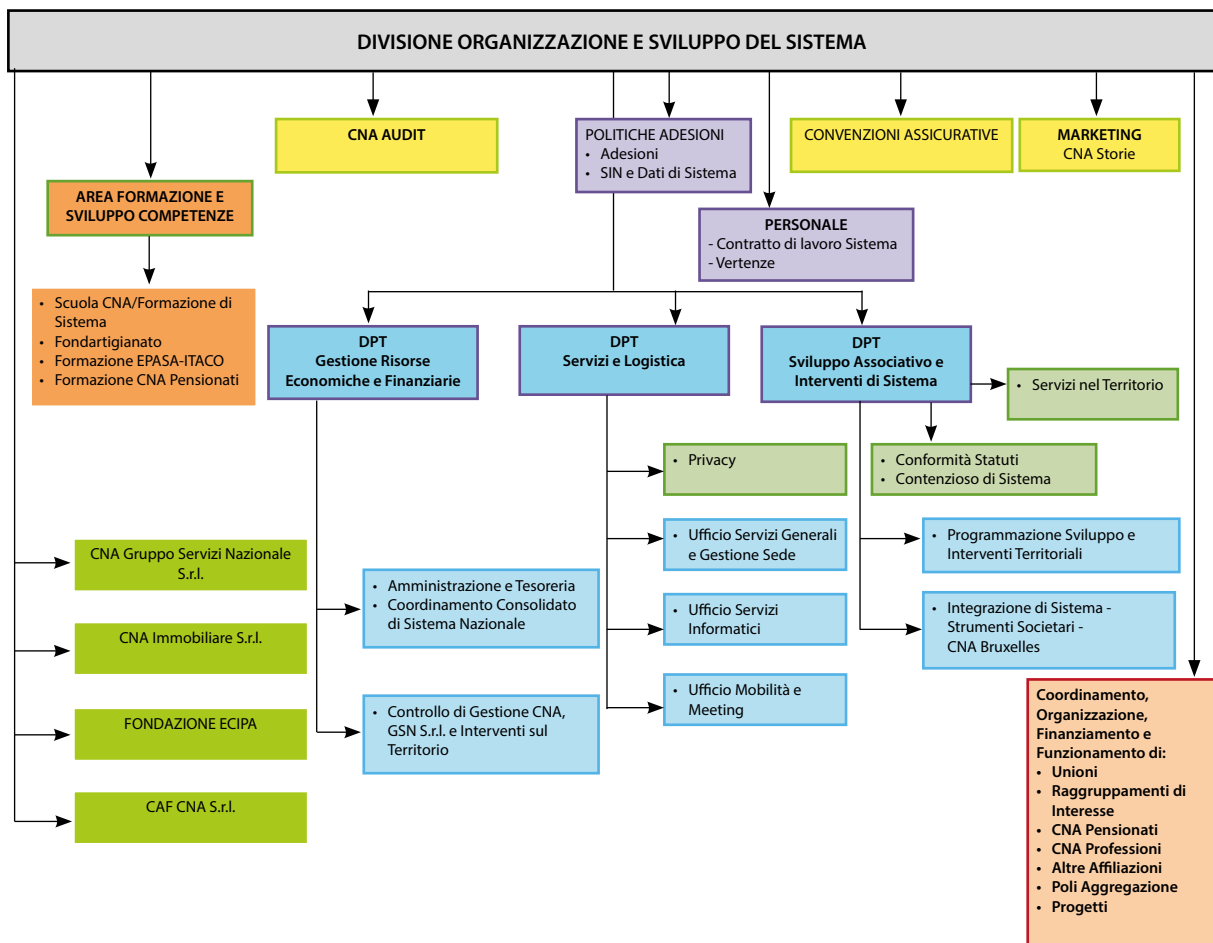 DIVISIONE ORGANIZZAZIONE E SVILUPPO DEL SISTEMA
CNA AUDIT
POLITICHE ADESIONI
• Adesioni
• SIN e Dati di Sistema
CONVENZIONI ASSICURATIVE
MARKETING
CNA Storie
AREA FORMAZIONE E
SVILUPPO COMPETENZE
PERSONALE
- Contratto di lavoro Sistema
- Vertenze
• Scuola CNA/Formazione di
Sistema
• Fondartigianato
• Formazione EPASA-ITACO
• Formazione CNA Pensionati
DPT
Gestione Risorse
Economiche e Finanziarie
DPT
Servizi e Logistica
DPT
Sviluppo Associativo e
Interventi di Sistema
• Servizi nel Territorio
• Privacy
• Conformità Statuti
• Contenzioso di Sistema
CNA Gruppo Servizi Nazionale
S.r.l.
CNA Immobiliare S.r.l.
FONDAZIONE ECIPA
CAF CNA S.r.l.
• Amministrazione e Tesoreria
• Coordinamento Consolidato
di Sistema Nazionale
• Controllo di Gestione CNA,
GSN S.r.l. e Interventi sul
Territorio
• Ufficio Servizi Generali
e Gestione Sede
• Ufficio Servizi
Informatici
• Ufficio Mobilità e
Meeting
• Programmazione Sviluppo e
Interventi Territoriali
• Integrazione di Sistema -
Strumenti Societari -
CNA Bruxelles
Coordinamento,
Organizzazione,
Finanziamento e
Funzionamento di:
• Unioni
• Raggruppamenti di
Interesse
• CNA Pensionati
• CNA Professioni
• Altre Affiliazioni
• Poli Aggregazione
• Progetti